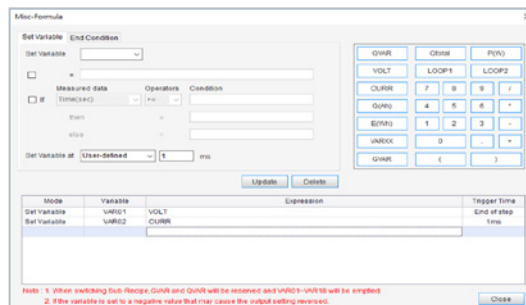 Misc-Formula
Set Variable End Condition
Set Variable
=
Measured data Operators Condition
If Time(sec) >=
then =
else =
Set Variable at User-defined 1 ms
GVAR Qtotal P(W)
VOLT LOOP1 LOOP2
CURR 7 8 9 /
Q(Ah) 4 5 6 *
E(Wh) 1 2 3 -
VARXX 0 . +
QVAR ( )
Update Delete
Mode Variable Expression Trigger Time
Set Variable VAR01 VOLT End of step
Set Variable VAR02 CURR 1ms
Note : 1. When switching Sub-Recipe,GVAR and QVAR will be reserved and VAR01~VAR18 will be emptied.
2. If the variable is set to a negative value that may cause the output setting reversed.
Close